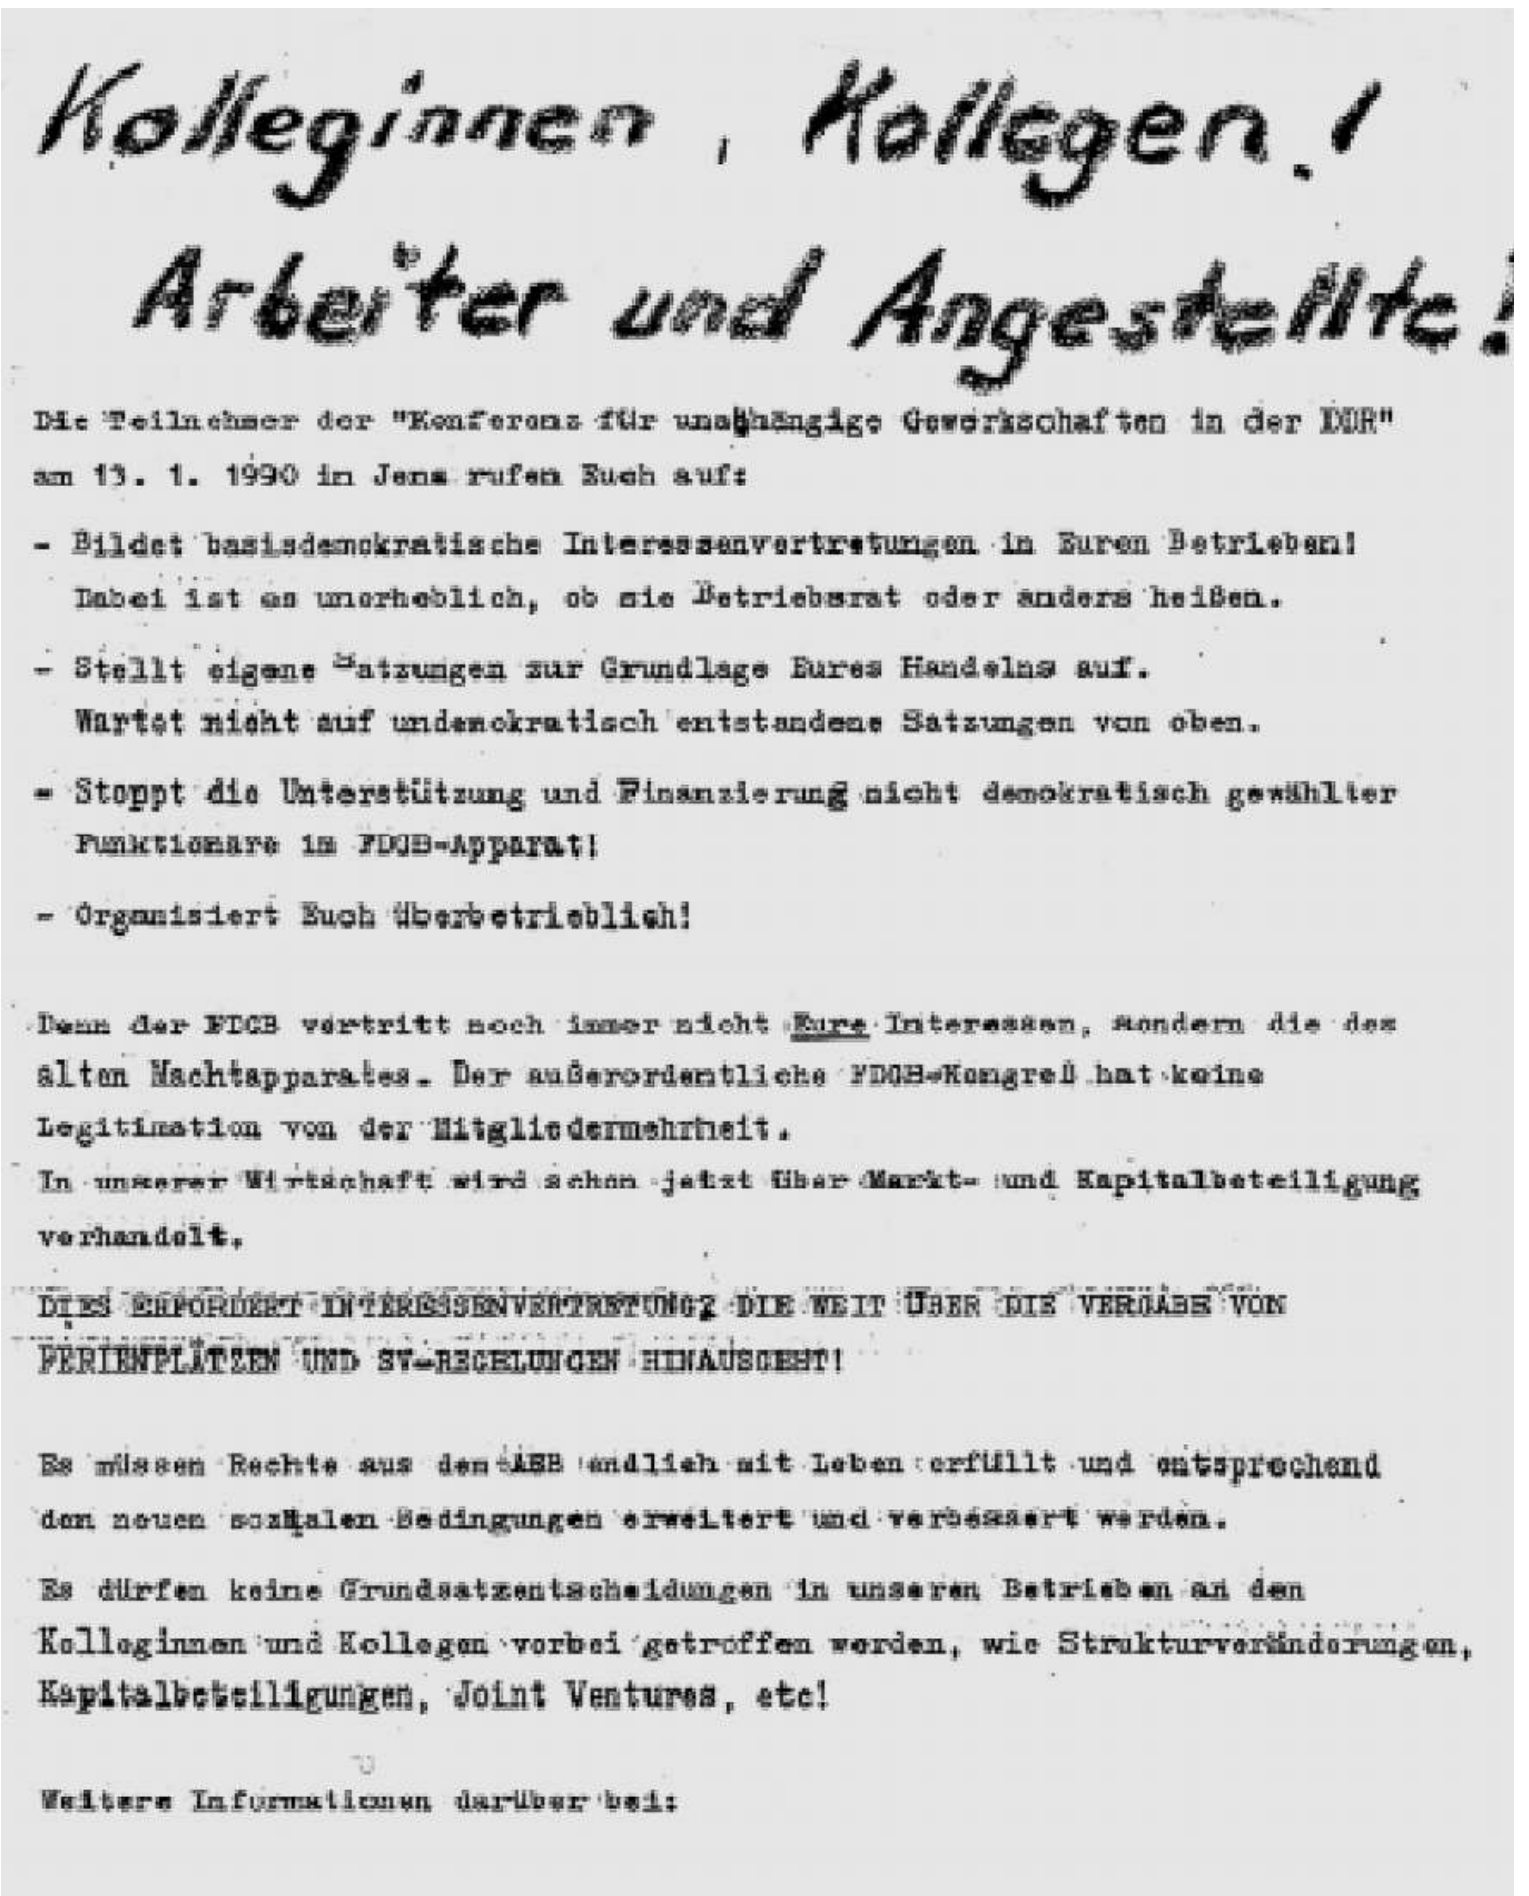 Kolleginnen, Kollegen!
Arbeiter und Angestellte!
Die Teilnehmer der "Konferenz für unabhängige Gewerkschaften in der DDR"
am 13. 1. 1990 in Jena rufen Euch auf:
- Bildet basisdemokratische Interessenvertretungen in Euren Betrieben!
Dabei ist es unerheblich, ob sie Betriebsrat oder anders heißen.
- Stellt eigene Satzungen zur Grundlage Eures Handelns auf.
Wartet nicht auf undemokratisch entstandene Satzungen von oben.
- Stoppt die Unterstützung und Finanzierung nicht demokratisch gewählter
Funktionäre im FDGB-Apparat!
- Organisiert Euch überbetrieblich!
Denn der FDGB vertritt noch immer nicht Eure Interessen, sondern die des
alten Machtapparates. Der außerordentliche FDGB-Kongreß hat keine
Legitimation von der Mitgliedermehrheit.
In unserer Wirtschaft wird schon jetzt über Markt- und Kapitalbeteiligung
verhandelt.
DIES ERFORDERT INTERESSENVERTRETUNG, DIE WEIT ÜBER DIE VERGABE VON
FERIENPLÄTZEN UND SV-REGELUNGEN HINAUSGEHT!
Es müssen Rechte aus dem AGB endlich mit Leben erfüllt und entsprechend
den neuen sozialen Bedingungen erweitert und verbessert werden.
Es dürfen keine Grundsatzentscheidungen in unseren Betrieben an den
Kolleginnen und Kollegen vorbei getroffen werden, wie Strukturveränderungen,
Kapitalbeteiligungen, Joint Ventures, etc!
Weitere Informationen darüber bei: